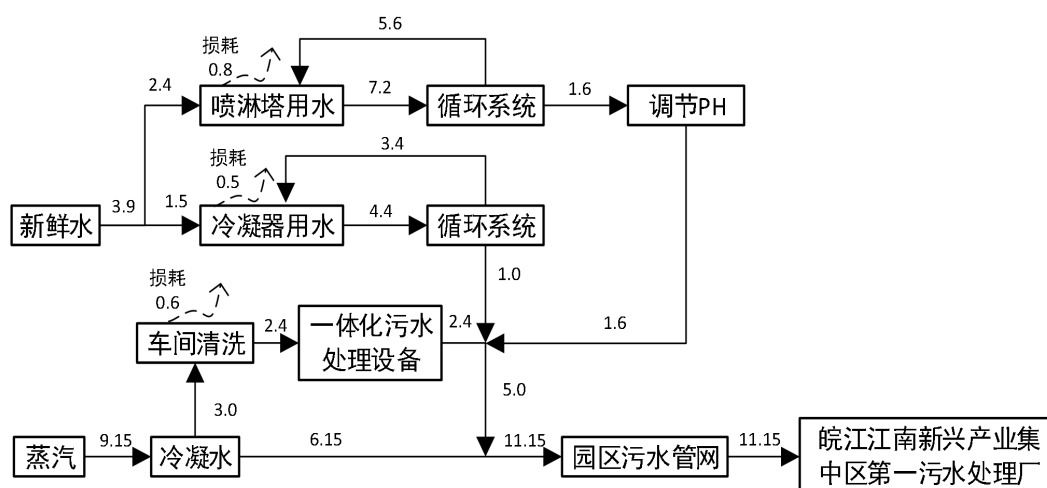 5.6
损耗
0.8
2.4
喷淋塔用水
7.2
循环系统
1.6
调节PH
3.4
损耗
0.5
新鲜水
3.9
1.5
冷凝器用水
4.4
循环系统
1.0
损耗
0.6
车间清洗
2.4
一体化污水
处理设备
2.4
1.6
3.0
5.0
蒸汽
9.15
冷凝水
6.15
11.15
园区污水管网
11.15
皖江江南新兴产业集
中区第一污水处理厂